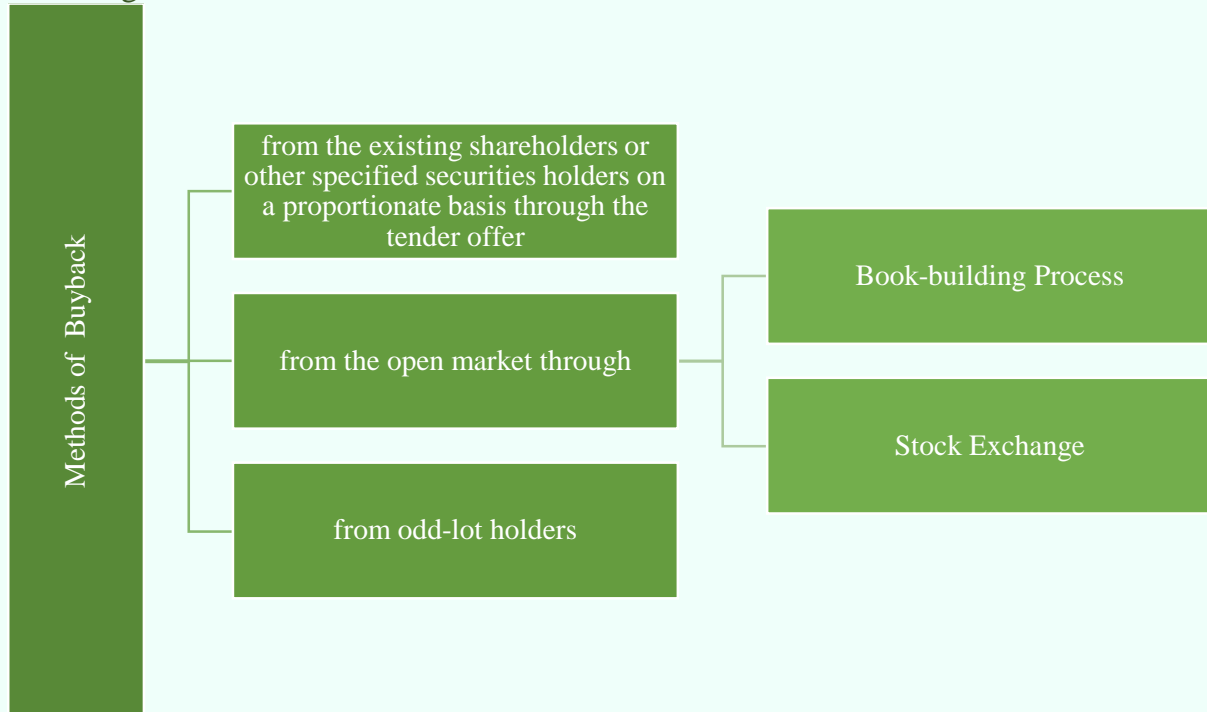 Methods of Buyback
from the existing shareholders or
other specified securities holders on
a proportionate basis through the
tender offer
from the open market through
from odd-lot holders
Book-building Process
Stock Exchange